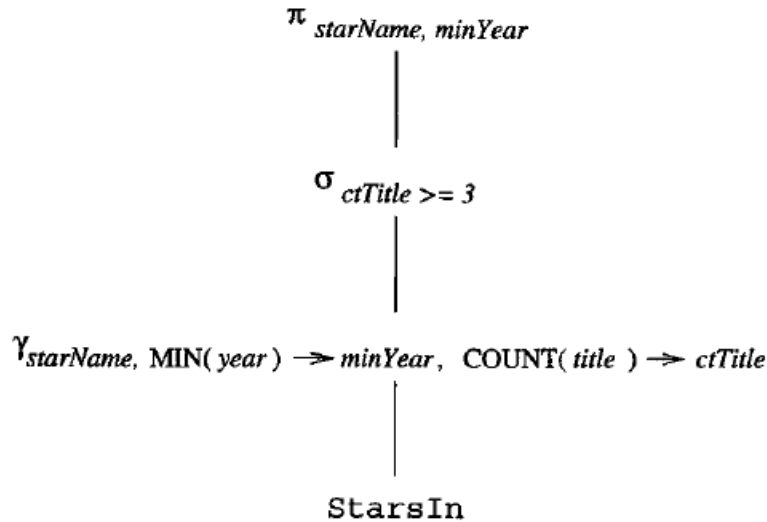 π starName, minYear
σ ctTitle >= 3
γ starName, MIN( year ) → minYear, COUNT( title ) → ctTitle
StarsIn